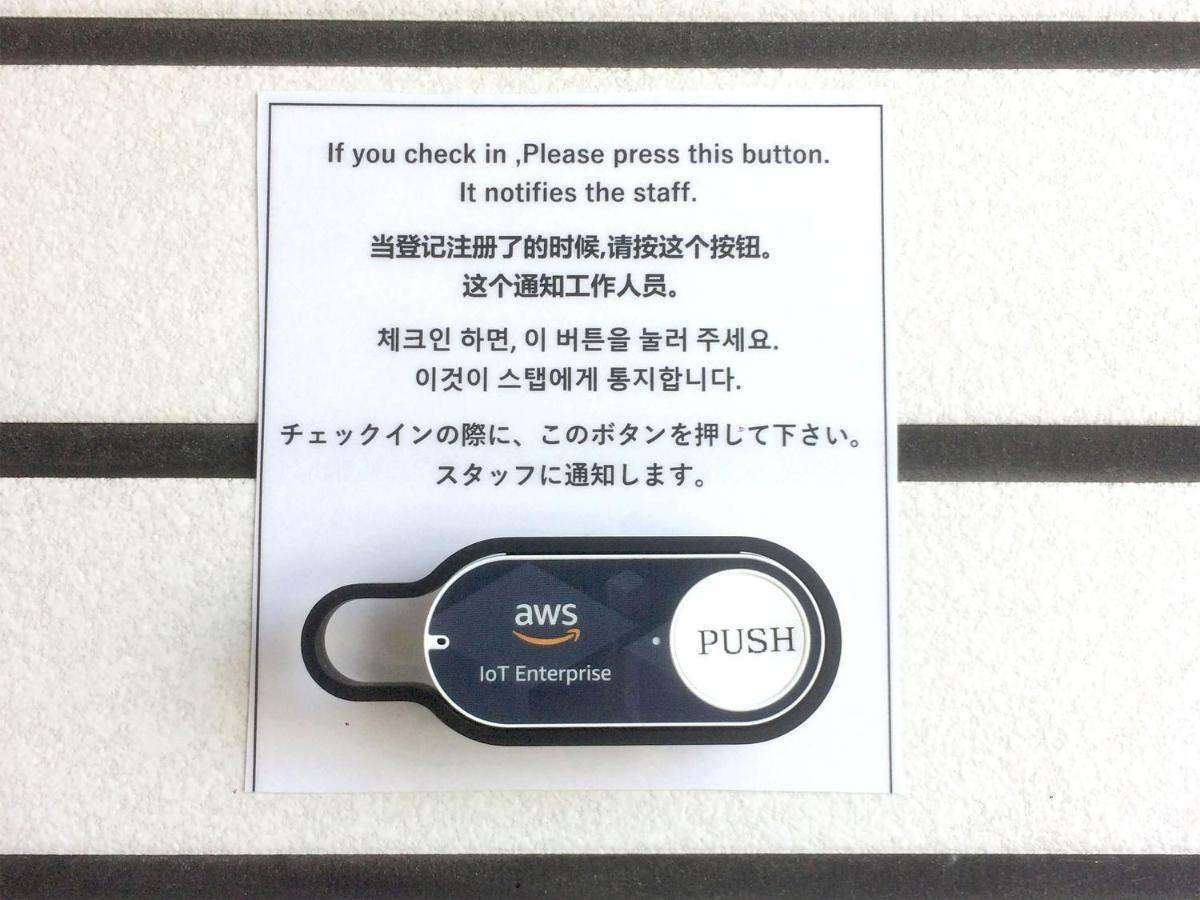 If you check in ,Please press this button.
It notifies the staff.
当登记注册了的时候,请按这个按钮。
这个通知工作人员。
체크인 하면, 이 버튼을 눌러 주세요.
이것이 스탭에게 통지합니다.
チェックインの際に、このボタンを押して下さい。
スタッフに通知します。
aws
IoT Enterprise
PUSH